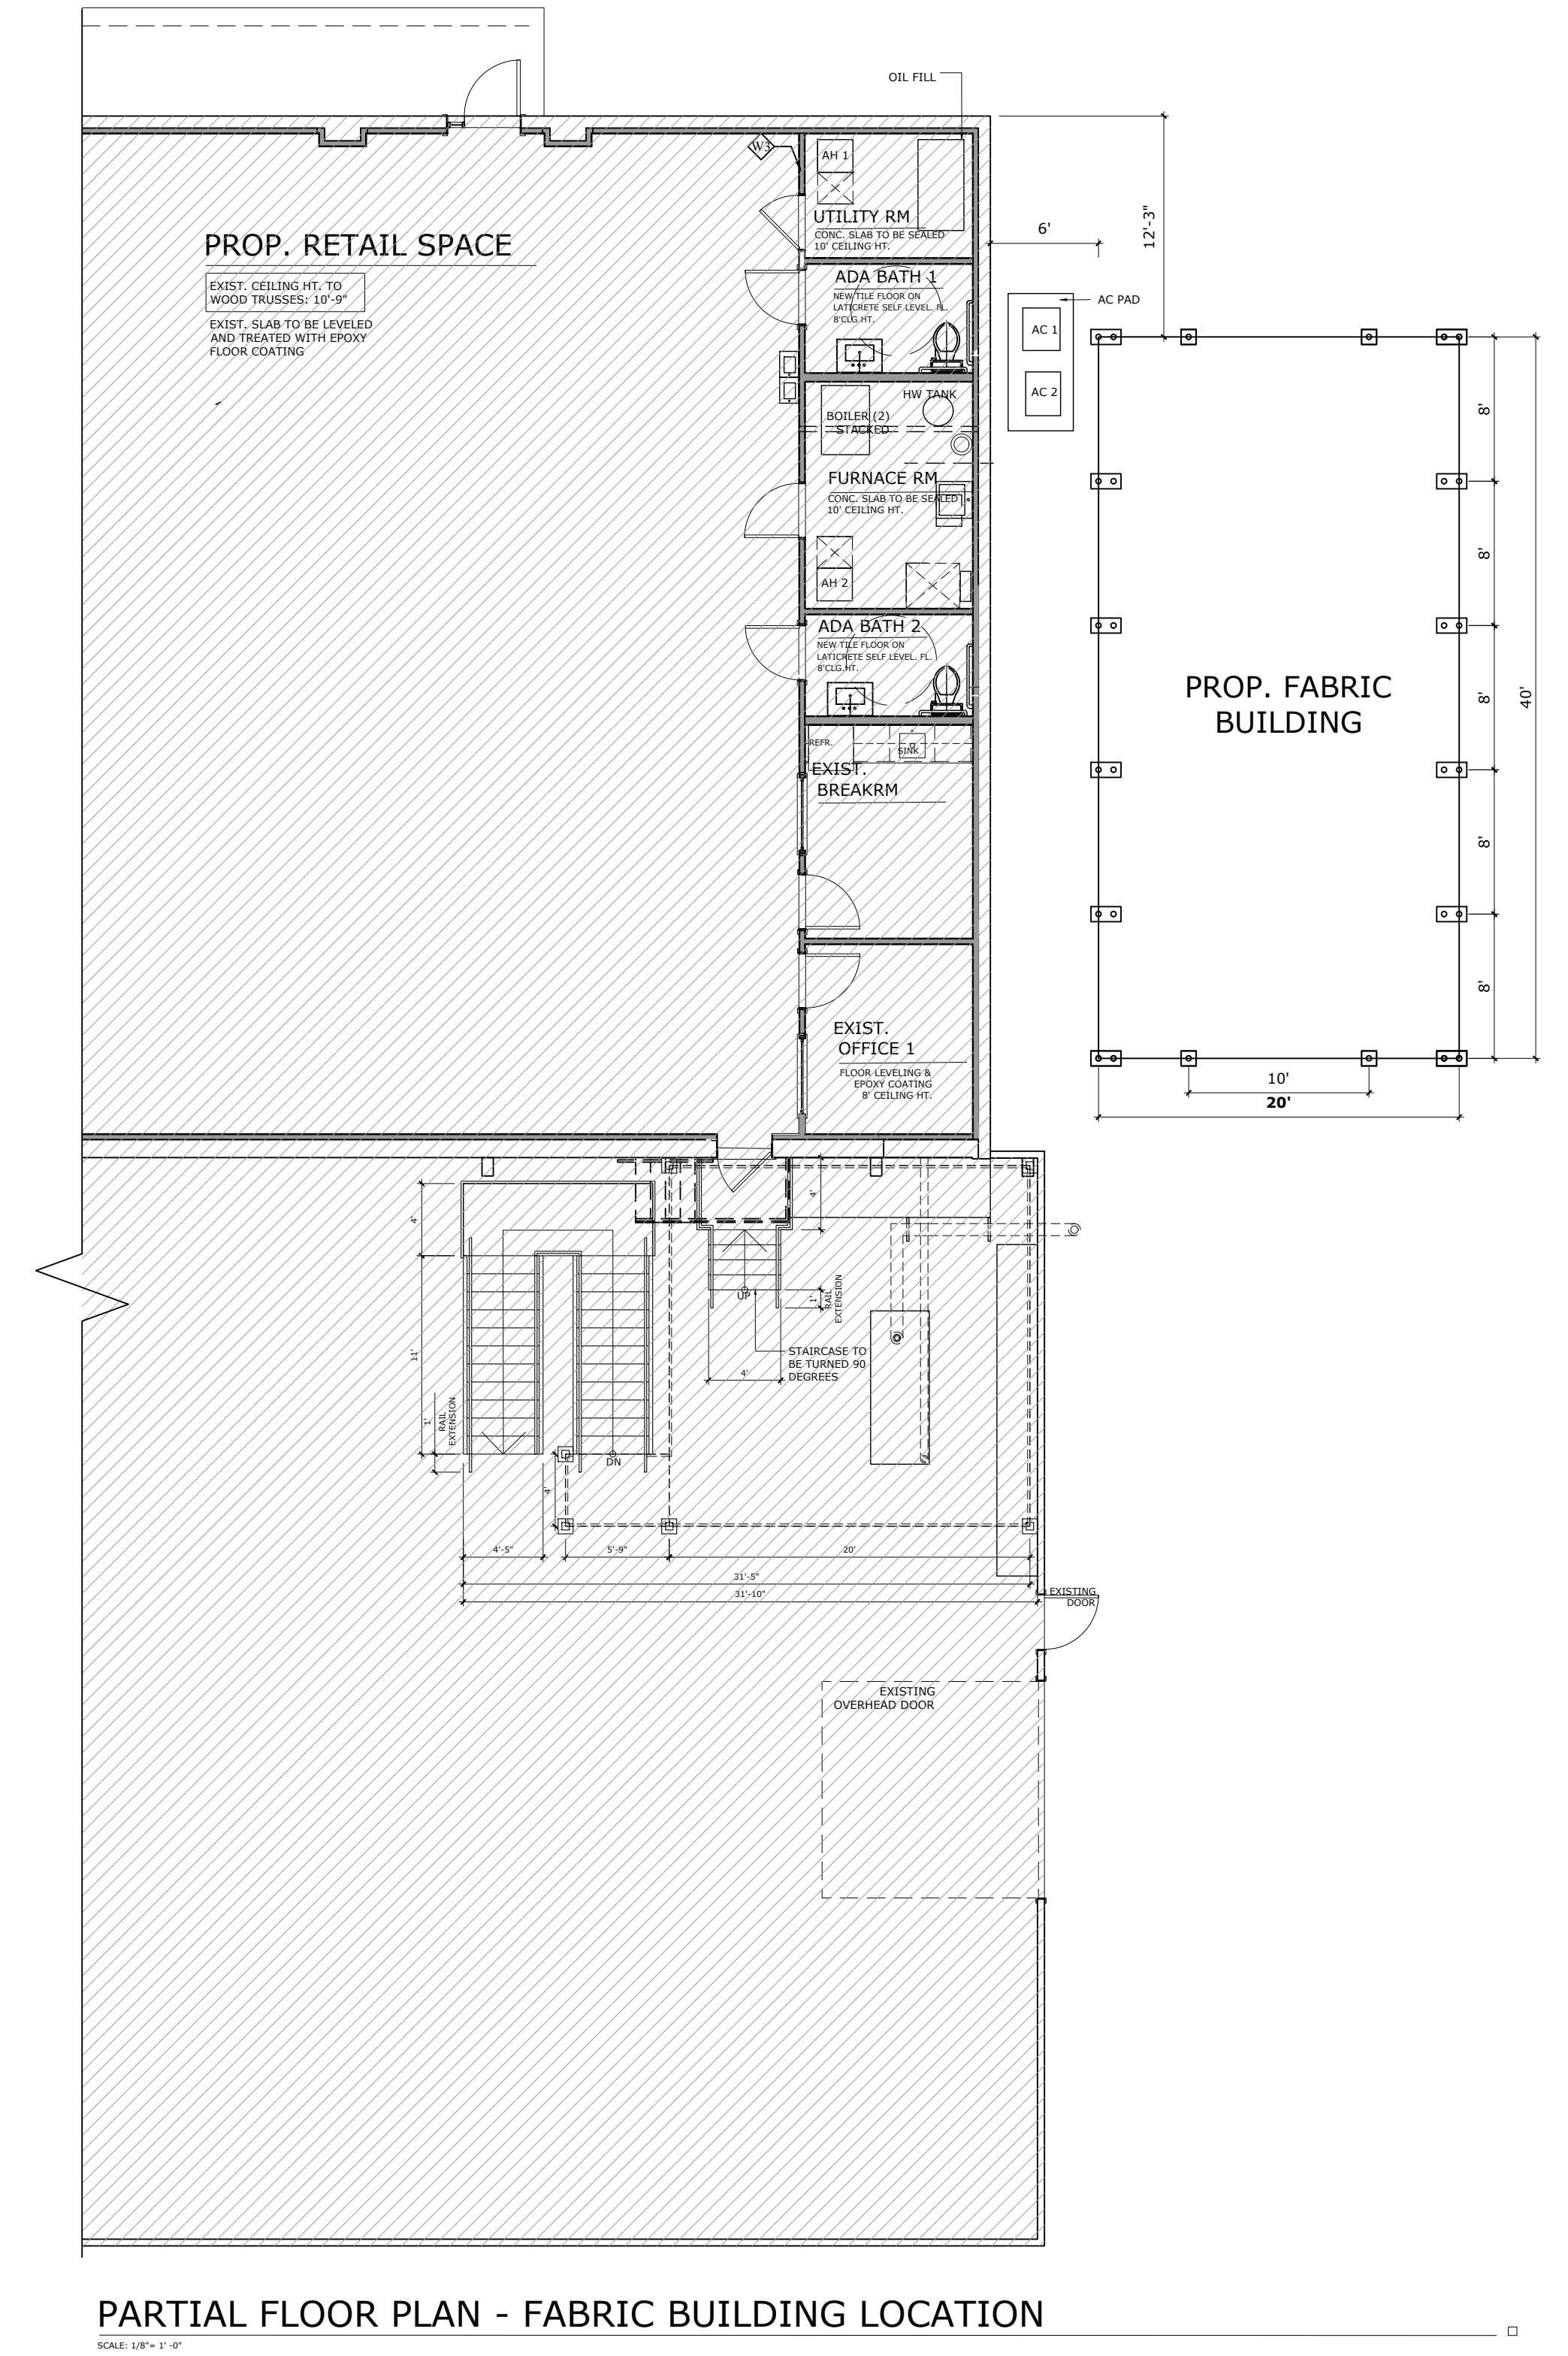 OIL FILL
W3
AH 1
UTILITY RM
CONC. SLAB TO BE SEALED
10' CEILING HT.
6'
12'-3"
PROP. RETAIL SPACE
EXIST. CEILING HT. TO
WOOD TRUSSES: 10'-9"
EXIST. SLAB TO BE LEVELED
AND TREATED WITH EPOXY
FLOOR COATING
ADA BATH 1
NEW TILE FLOOR ON
LATICRETE SELF LEVEL. FL.
8'CLG.HT.
AC PAD
AC 1
AC 2
HW TANK
BOILER (2)
STACKED
FURNACE RM
CONC. SLAB TO BE SEALED
10' CEILING HT.
AH 2
ADA BATH 2
NEW TILE FLOOR ON
LATICRETE SELF LEVEL. FL.
8'CLG.HT.
REFR.
SINK
EXIST.
BREAKRM
EXIST.
OFFICE 1
FLOOR LEVELING &
EPOXY COATING
8' CEILING HT.
PROP. FABRIC
BUILDING
8'
8'
8'
8'
8'
40'
10'
20'
4'
11'
1'
RAIL
EXTENSION
4'
UP
1'
RAIL
EXTENSION
STAIRCASE TO
BE TURNED 90
DEGREES
4'
DN
4'
4'-5"
5'-9"
20'
31'-5"
31'-10"
EXISTING
DOOR
EXISTING
OVERHEAD DOOR
PARTIAL FLOOR PLAN - FABRIC BUILDING LOCATION
SCALE: 1/8"= 1' -0"